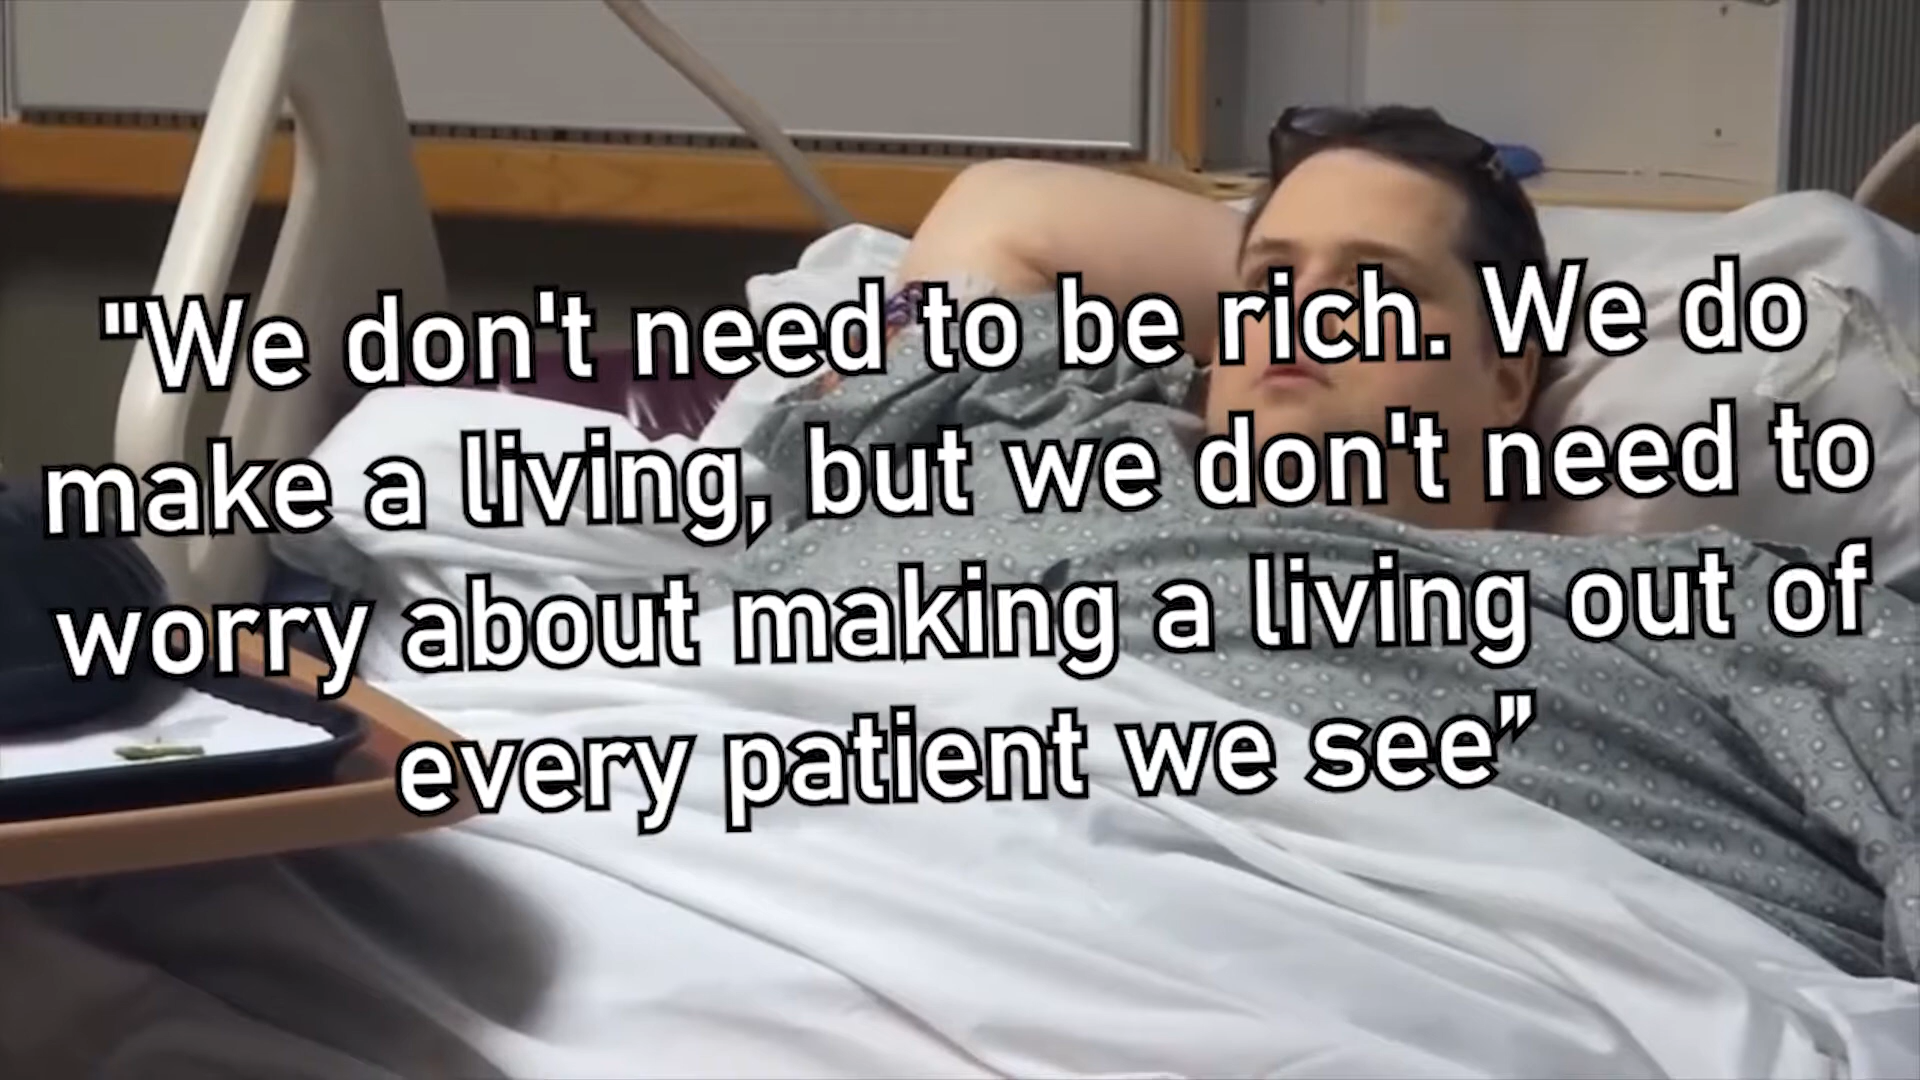 "We don't need to be rich. We do
make a living, but we don't need to
worry about making a living out of
every patient we see”